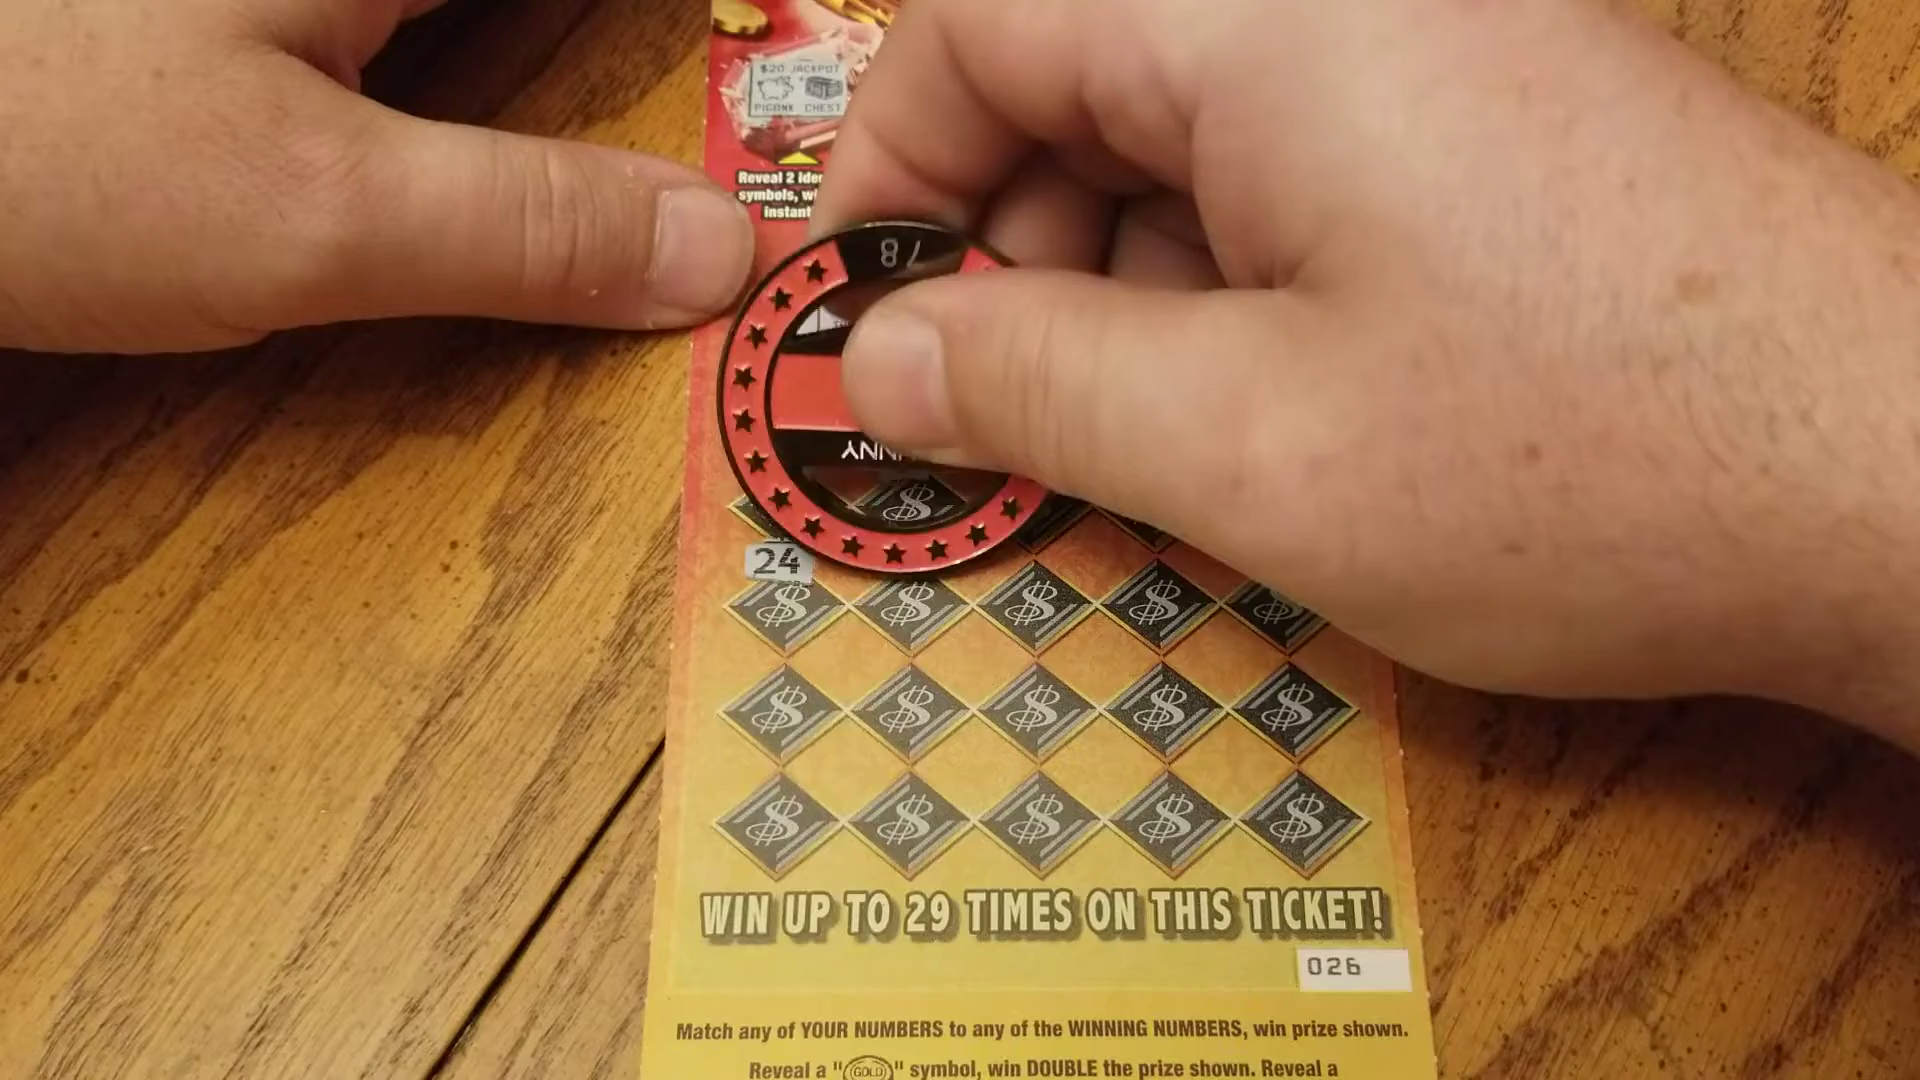 $20 JACKPOT
PIGBNK CHEST
Reveal 2
symbols,
instant
78
24
WIN UP TO 29 TIMES ON THIS TICKET!
026
Match any of YOUR NUMBERS to any of the WINNING NUMBERS, win prize shown.
Reveal a "GOLD" symbol, win DOUBLE the prize shown. Reveal a